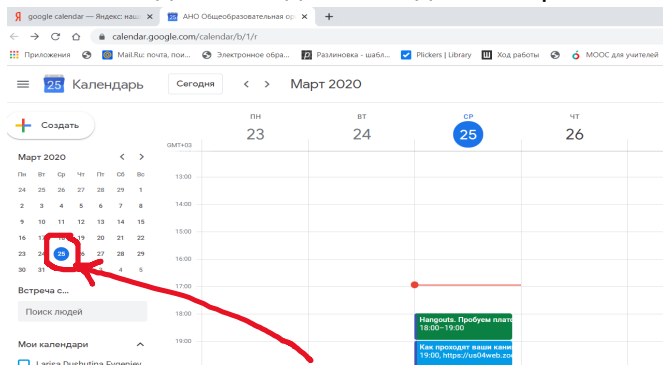 google calendar — Яндекс: наш
АНО Общеобразовательная ор
calendar.google.com/calendar/b/1/r
Приложения Mail.Ru: почта, пои... Электронное обра... Разлиновка - шабл... Plickers | Library Ход работы МООС для учителей
25 Календарь Сегодня < > Март 2020
Создать
ПН ВТ СР ЧТ
23 24 25 26
GMT+03
Март 2020 < >
Пн Вт Ср Чт Пт Сб Вс
24 25 26 27 28 29 1
2 3 4 5 6 7 8
9 10 11 12 13 14 15
16 17 18 19 20 21 22
23 24 25 26 27 28 29
30 31 4 5
Встреча с...
Поиск людей
Мои календари
Larisa Dushutina Evgeniev
13:00
14:00
15:00
16:00
17:00
18:00
19:00
Hangouts. Пробуем плат
18:00–19:00
Как проходят ваши кани
19:00, https://us04web.zo